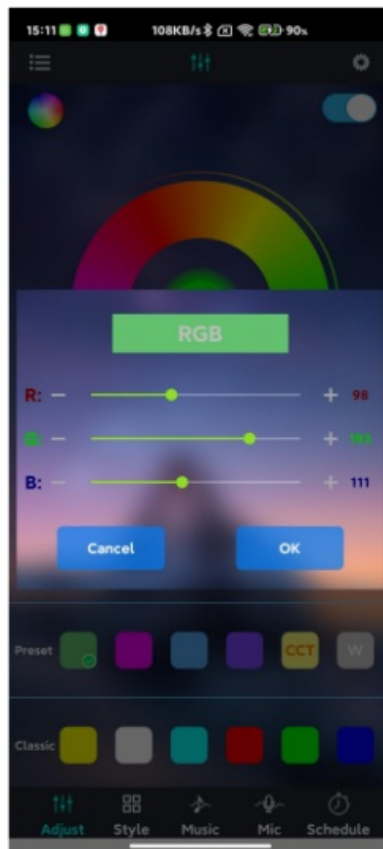 15:11 108KB/s 90%
RGB
R: − + 98
G: − +
B: − + 111
Cancel OK
Preset CCT W
Classic
Adjust Style Music Mic Schedule